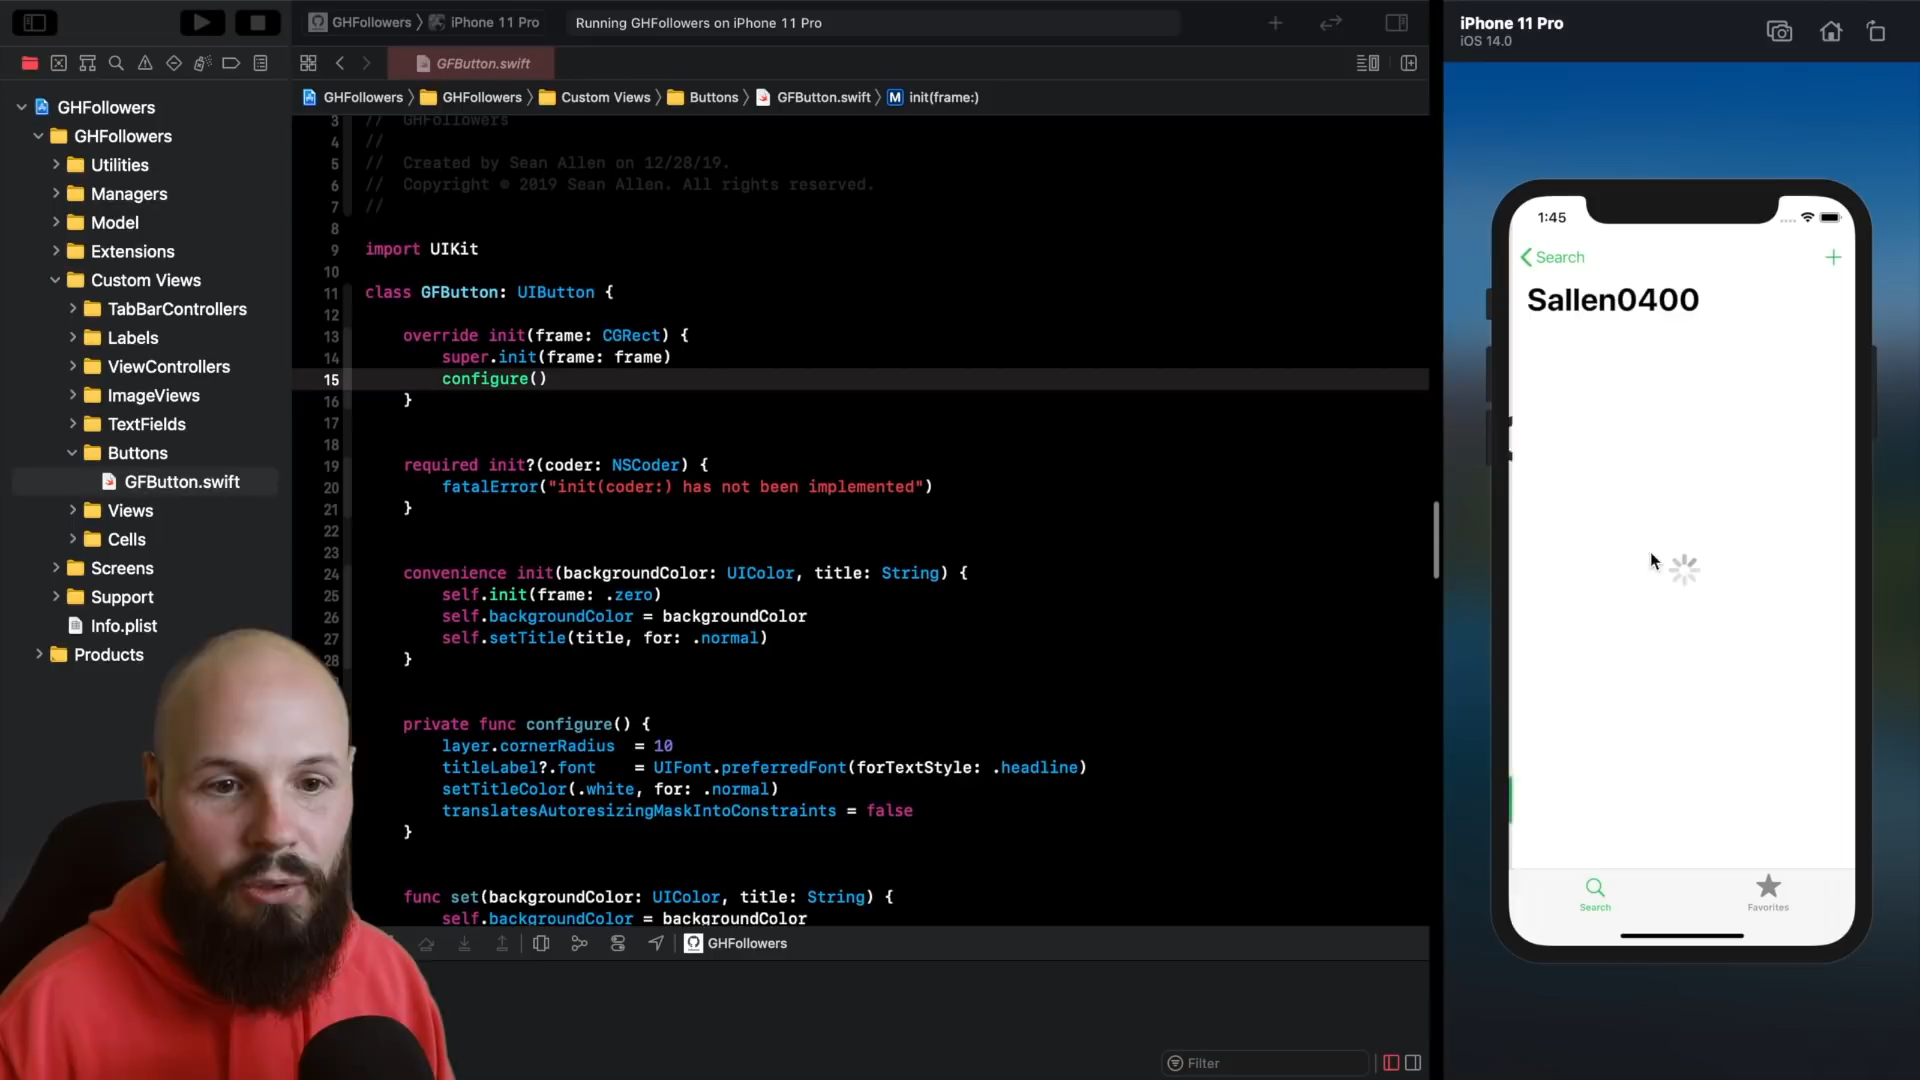 GHFollowers
iPhone 11 Pro
Running GHFollowers on iPhone 11 Pro
GFButton.swift
GHFollowers
GHFollowers
Custom Views
Buttons
GFButton.swift
M
init(frame:)
GHFollowers
GHFollowers
Utilities
Managers
Model
Extensions
Custom Views
TabBarControllers
Labels
ViewControllers
ImageViews
TextFields
Buttons
GFButton.swift
Views
Cells
Screens
Support
Info.plist
Products
3 // GHFollowers
4 //
5 // Created by Sean Allen on 12/28/19.
6 // Copyright © 2019 Sean Allen. All rights reserved.
7 //
8
9 import UIKit
10
11 class GFButton: UIButton {
12
13 override init(frame: CGRect) {
14 super.init(frame: frame)
15 configure()
16 }
17
18
19 required init?(coder: NSCoder) {
20 fatalError("init(coder:) has not been implemented")
21 }
22
23
24 convenience init(backgroundColor: UIColor, title: String) {
25 self.init(frame: .zero)
26 self.backgroundColor = backgroundColor
27 self.setTitle(title, for: .normal)
28 }
private func configure() {
layer.cornerRadius = 10
titleLabel?.font = UIFont.preferredFont(forTextStyle: .headline)
setTitleColor(.white, for: .normal)
translatesAutoresizingMaskIntoConstraints = false
}
func set(backgroundColor: UIColor, title: String) {
self.backgroundColor = backgroundColor
GHFollowers
Filter
iPhone 11 Pro
iOS 14.0
1:45
Search
Sallen0400
Search
Favorites